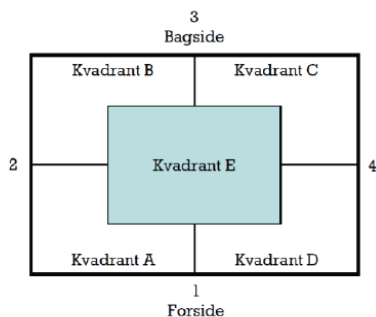 3
Bagside
Kvadrant B
Kvadrant C
2
Kvadrant E
4
Kvadrant A
Kvadrant D
1
Forside